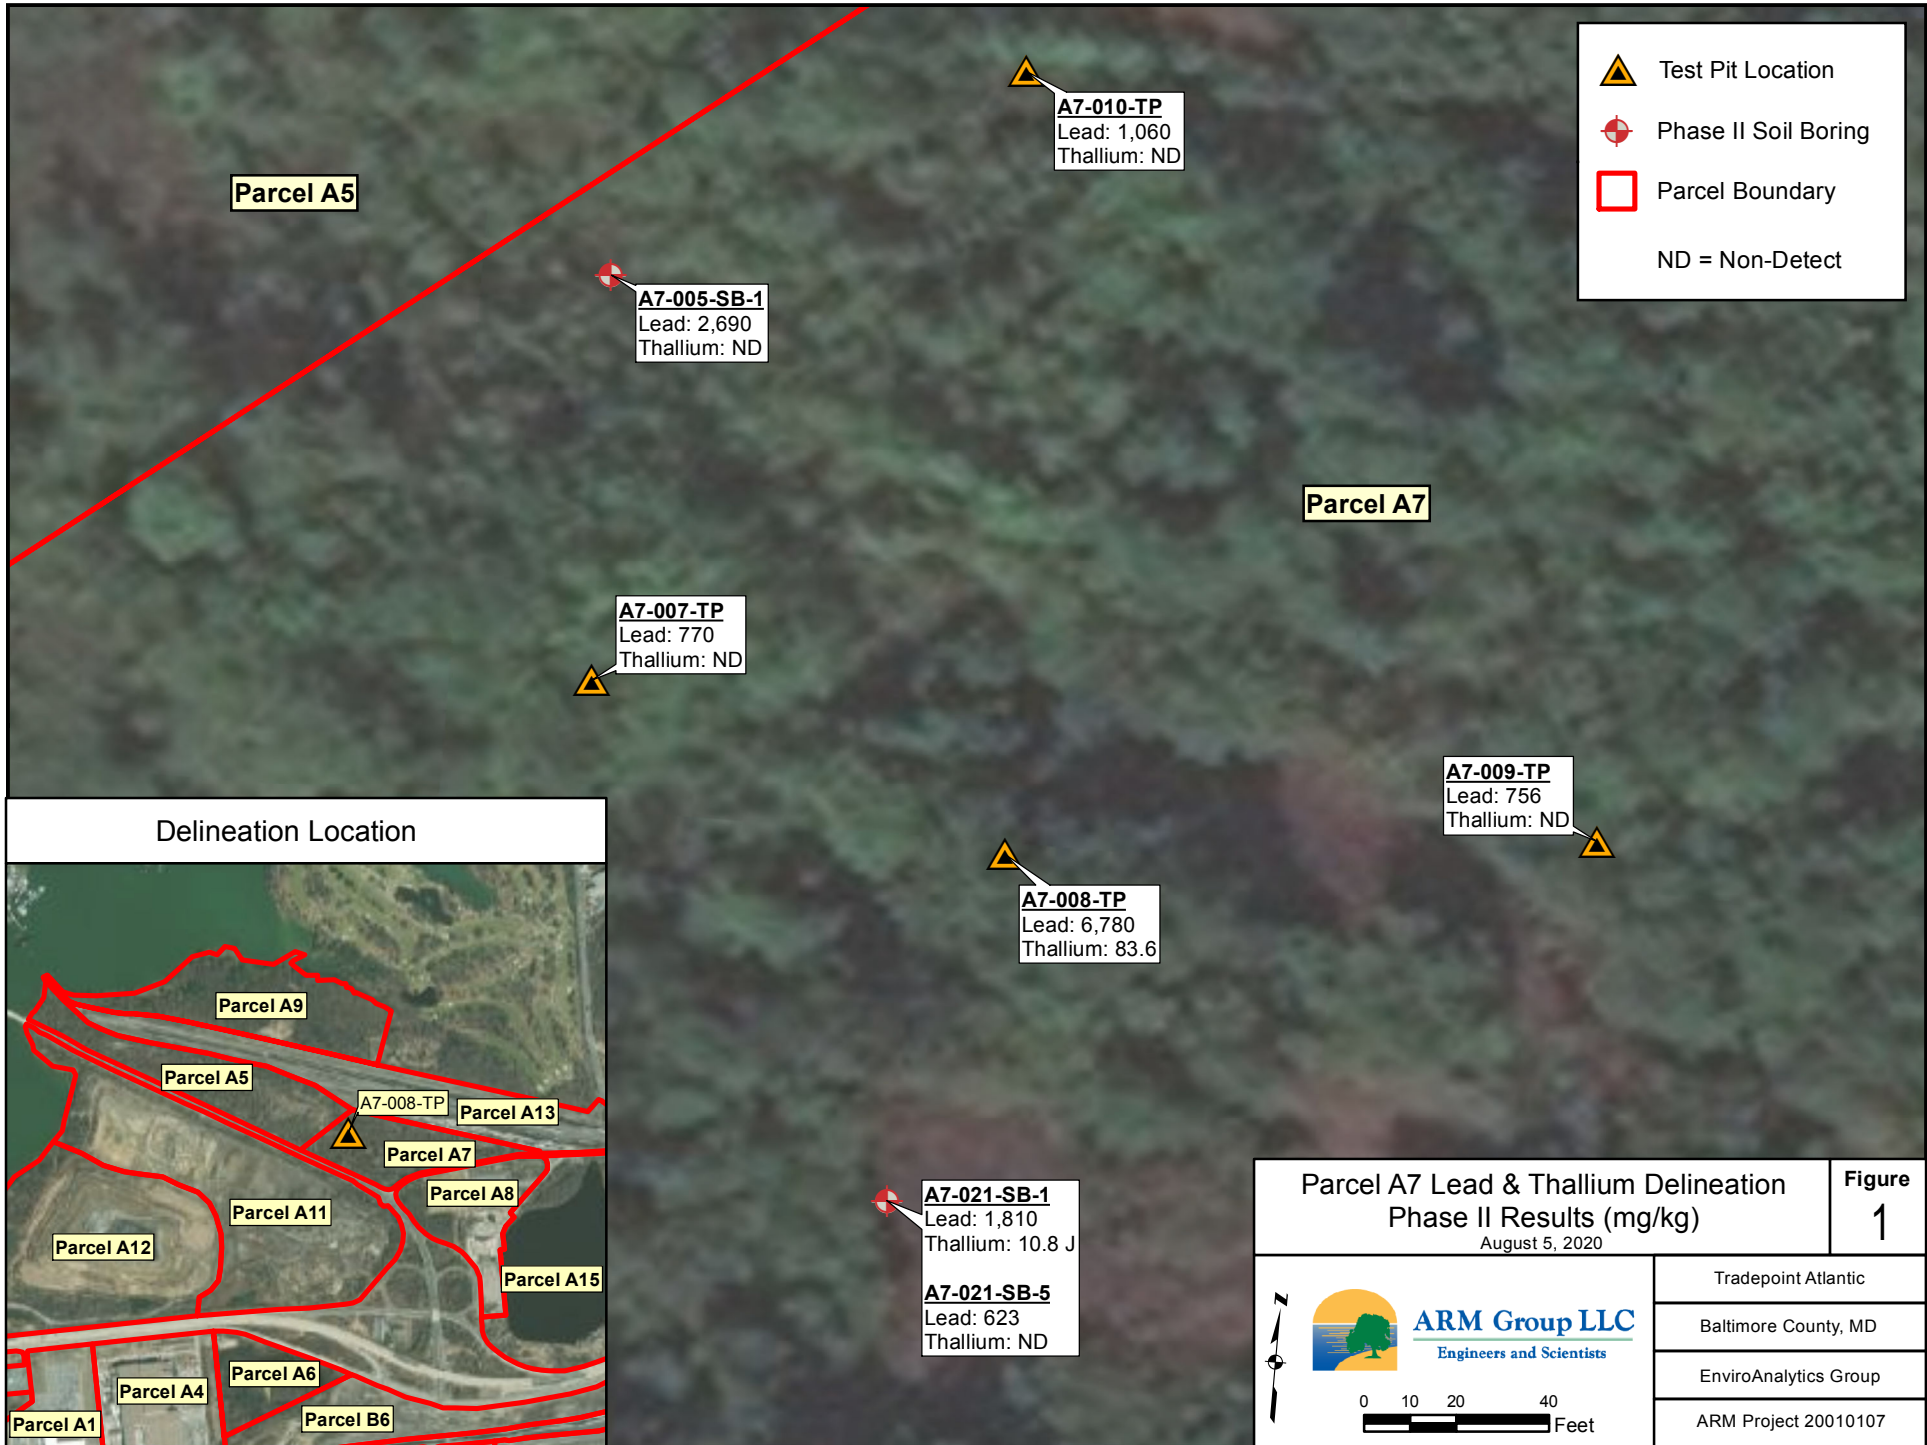 Test Pit Location
Phase II Soil Boring
Parcel Boundary
ND = Non-Detect
A7-010-TP
Lead: 1,060
Thallium: ND
Parcel A5
A7-005-SB-1
Lead: 2,690
Thallium: ND
Parcel A7
A7-007-TP
Lead: 770
Thallium: ND
A7-009-TP
Lead: 756
Thallium: ND
A7-008-TP
Lead: 6,780
Thallium: 83.6
A7-021-SB-1
Lead: 1,810
Thallium: 10.8 J
A7-021-SB-5
Lead: 623
Thallium: ND
Delineation Location
Parcel A9
Parcel A5
A7-008-TP
Parcel A13
Parcel A7
Parcel A8
Parcel A11
Parcel A12
Parcel A15
Parcel A6
Parcel A4
Parcel B6
Parcel A1
Parcel A7 Lead & Thallium Delineation
Phase II Results (mg/kg)
August 5, 2020
Figure
1
Z
ARM Group LLC
Engineers and Scientists
0 10 20 40
Feet
Tradepoint Atlantic
Baltimore County, MD
EnviroAnalytics Group
ARM Project 20010107